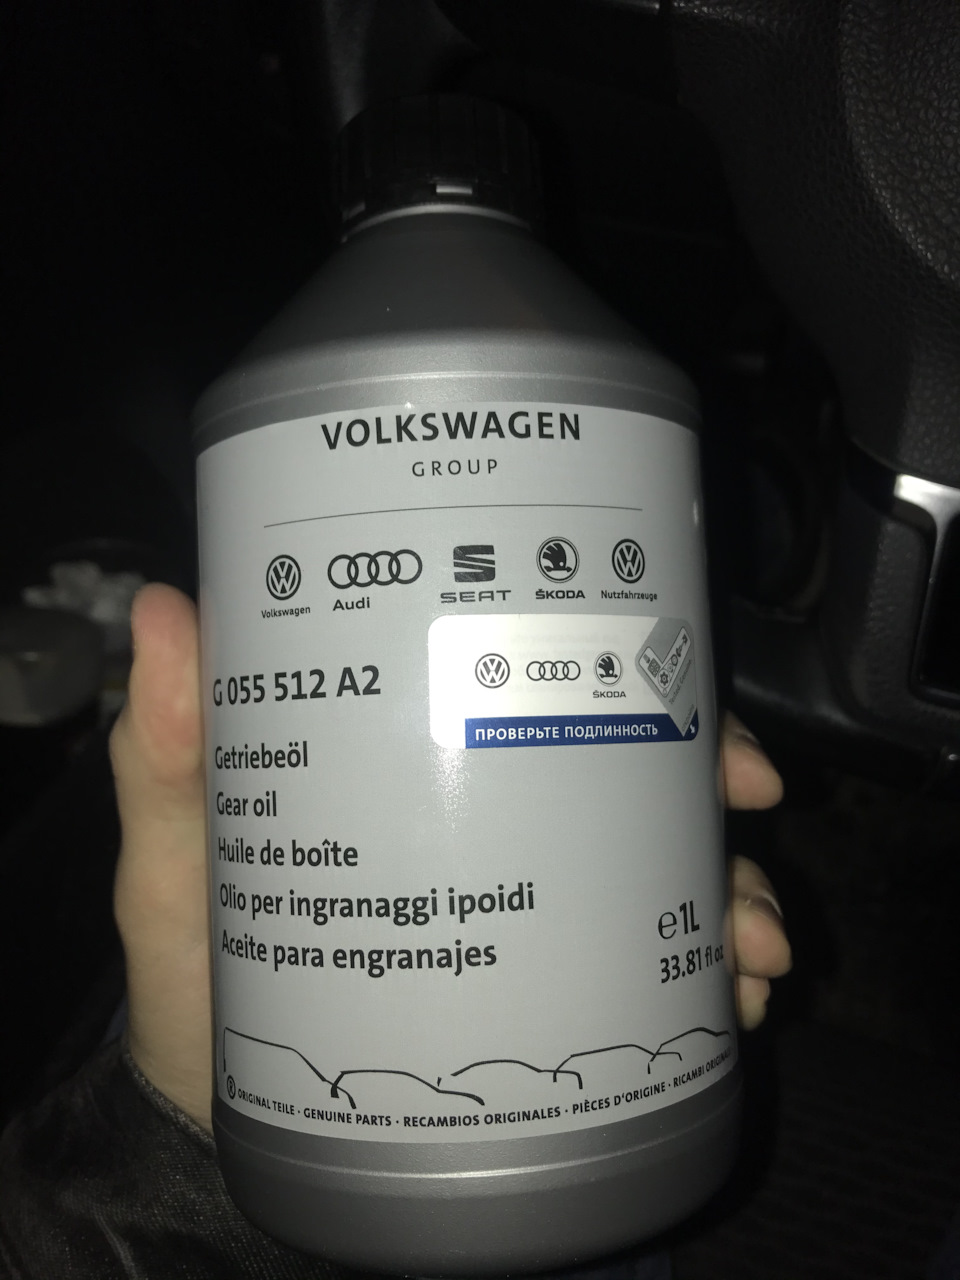 VOLKSWAGEN
GROUP
Volkswagen
Audi
SEAT
ŠKODA
Nutzfahrzeuge
ŠKODA
ПРОВЕРЬТЕ ПОДЛИННОСТЬ
G 055 512 A2
Getriebeöl
Gear oil
Huile de boîte
Olio per ingranaggi ipoidi
Aceite para engranajes
℮1L
33.81 fl oz
® ORIGINAL TEILE · GENUINE PARTS · RECAMBIOS ORIGINALES · PIÈCES D'ORIGINE · RICAMBI ORIGINALI